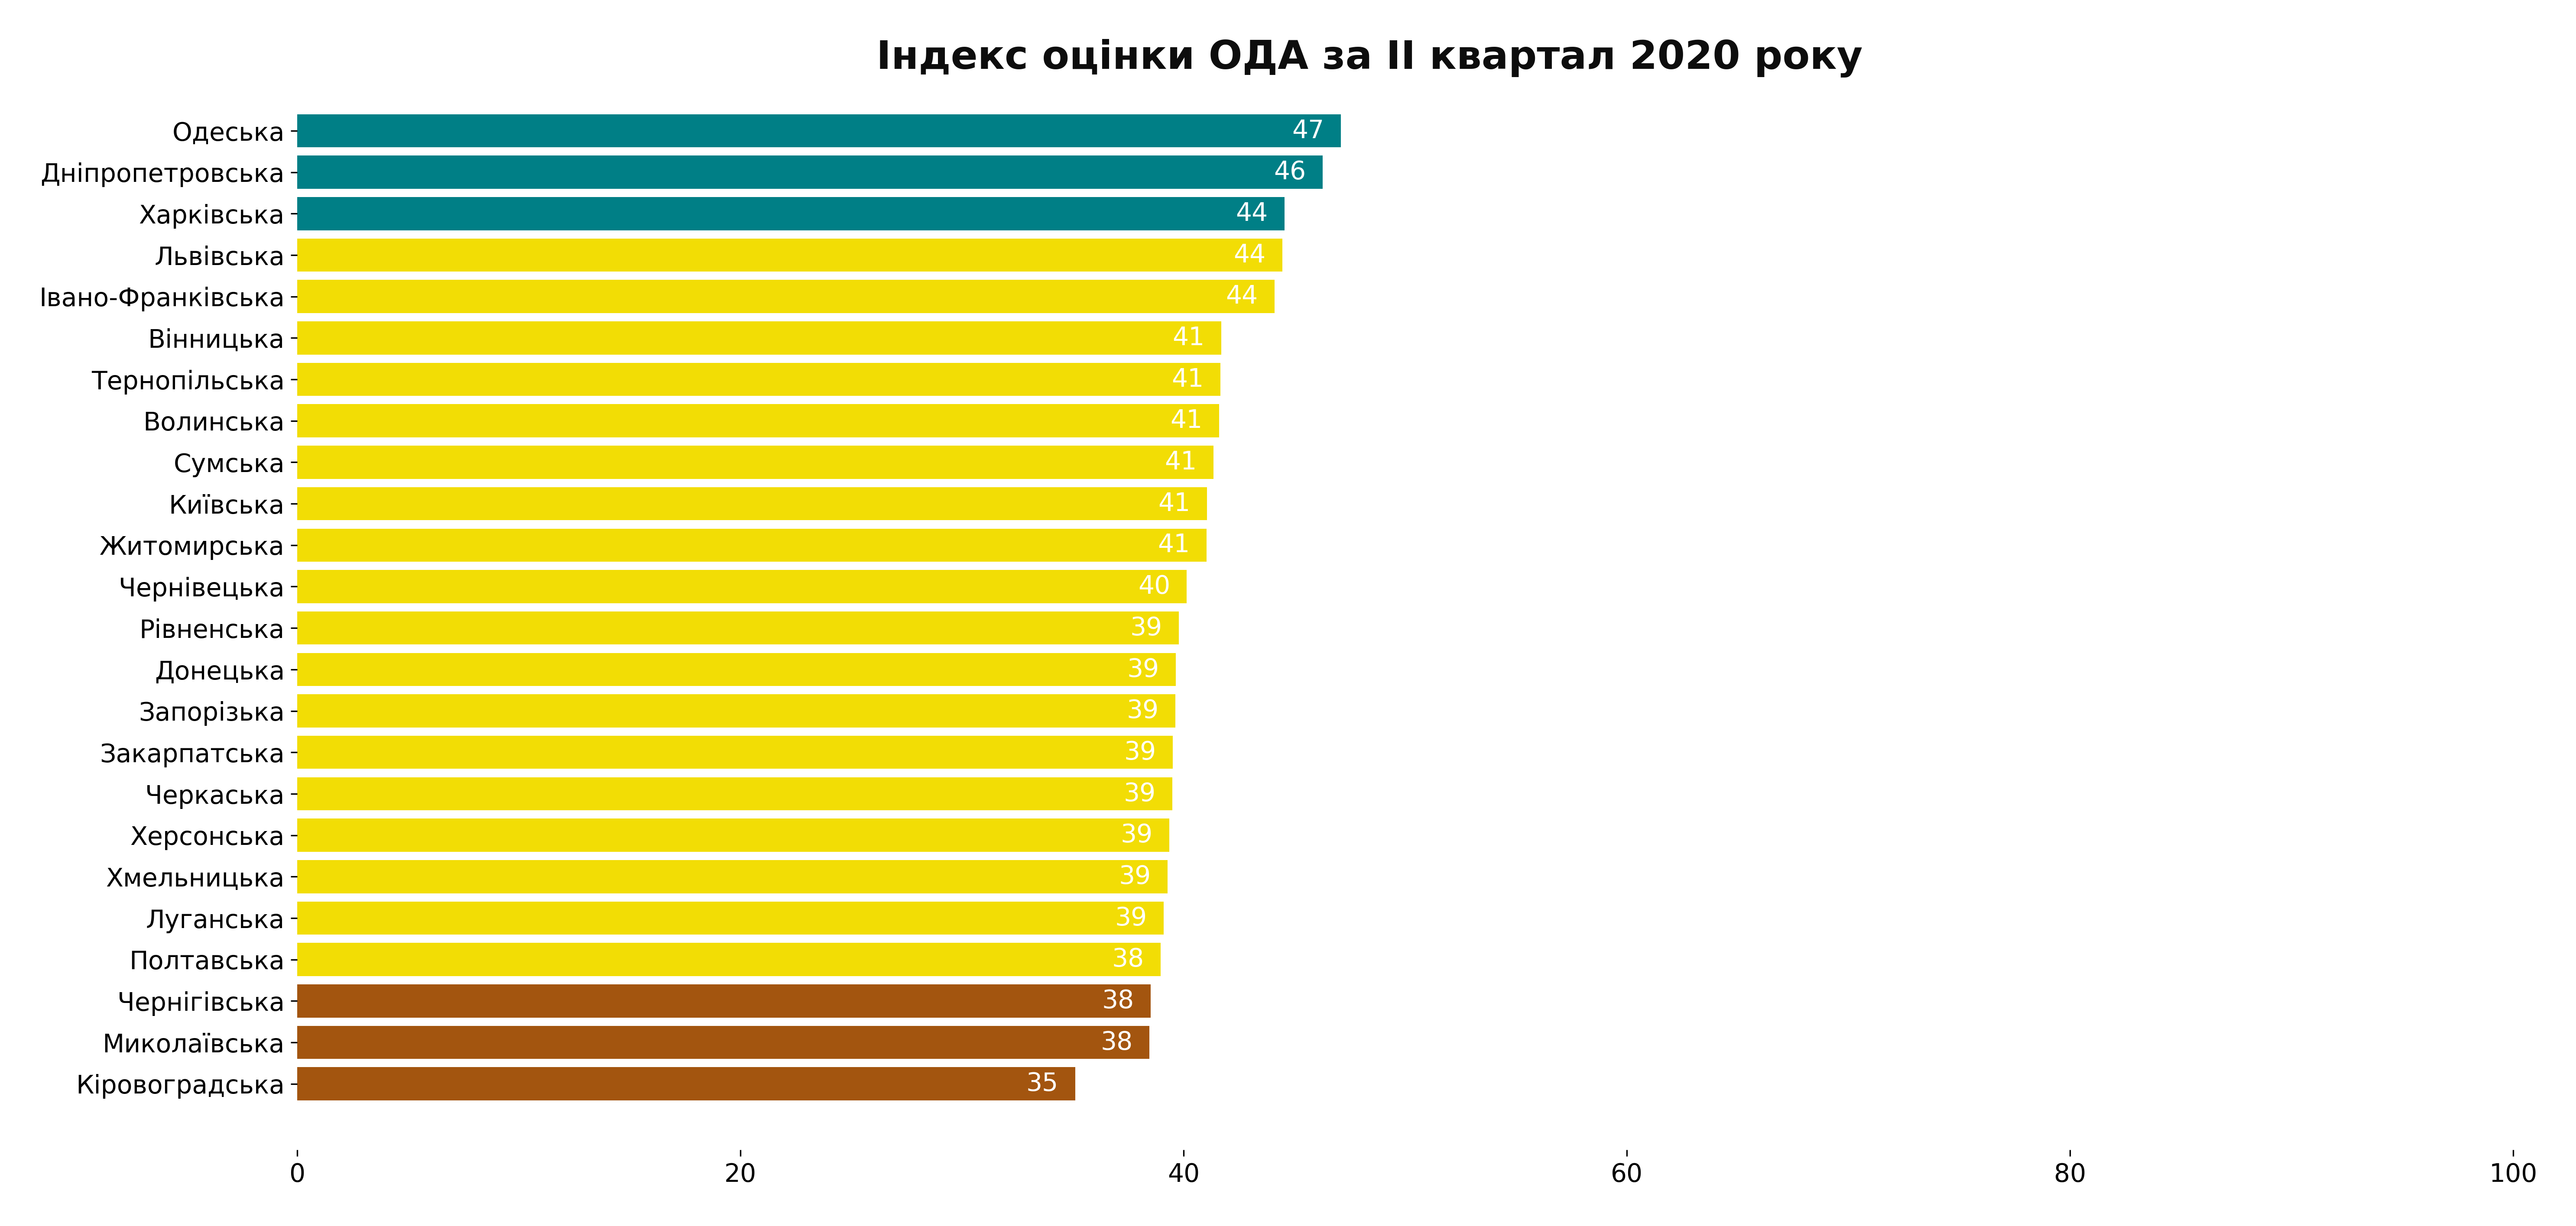 Індекс оцінки ОДА за II квартал 2020 року
Одеська 47
Дніпропетровська 46
Харківська 44
Львівська 44
Івано-Франківська 44
Вінницька 41
Тернопільська 41
Волинська 41
Сумська 41
Київська 41
Житомирська 41
Чернівецька 40
Рівненська 39
Донецька 39
Запорізька 39
Закарпатська 39
Черкаська 39
Херсонська 39
Хмельницька 39
Луганська 39
Полтавська 38
Чернігівська 38
Миколаївська 38
Кіровоградська 35
0 20 40 60 80 100